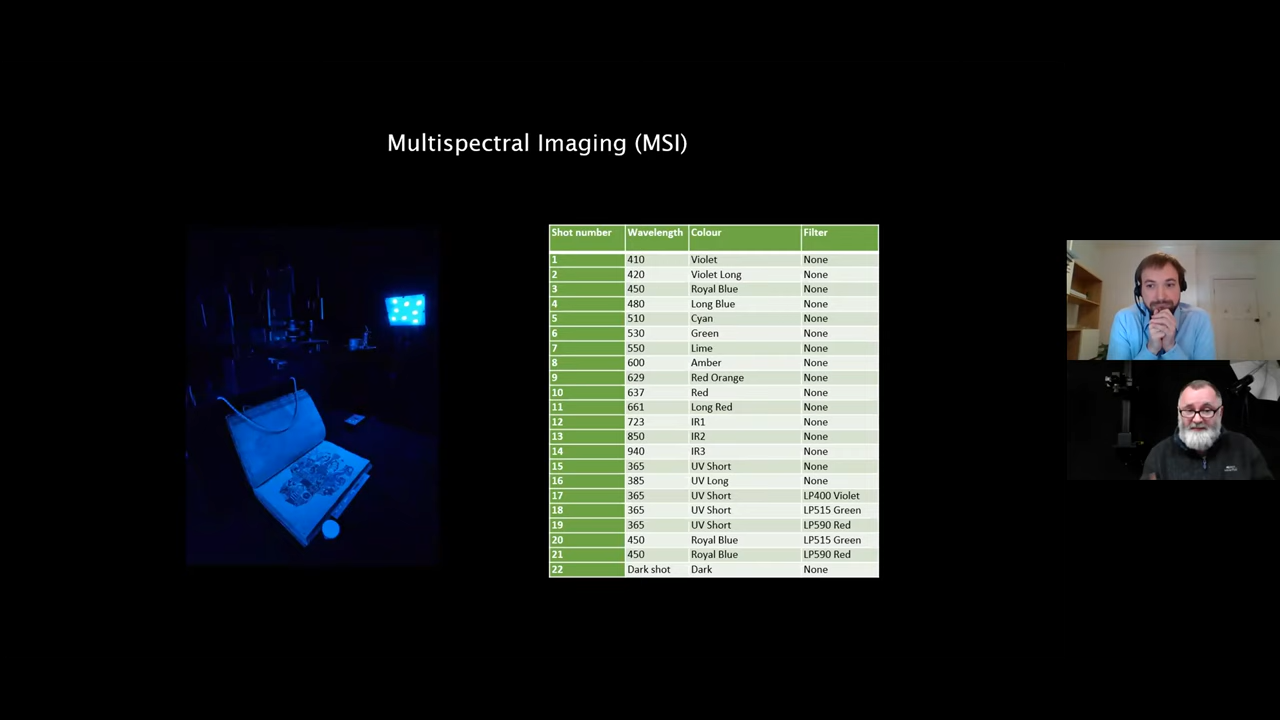 Multispectral Imaging (MSI)
Shot number Wavelength Colour Filter
1 410 Violet None
2 420 Violet Long None
3 450 Royal Blue None
4 480 Long Blue None
5 510 Cyan None
6 530 Green None
7 550 Lime None
8 600 Amber None
9 629 Red Orange None
10 637 Red None
11 661 Long Red None
12 723 IR1 None
13 850 IR2 None
14 940 IR3 None
15 365 UV Short None
16 385 UV Long None
17 365 UV Short LP400 Violet
18 365 UV Short LP515 Green
19 365 UV Short LP590 Red
20 450 Royal Blue LP515 Green
21 450 Royal Blue LP590 Red
22 Dark shot Dark None